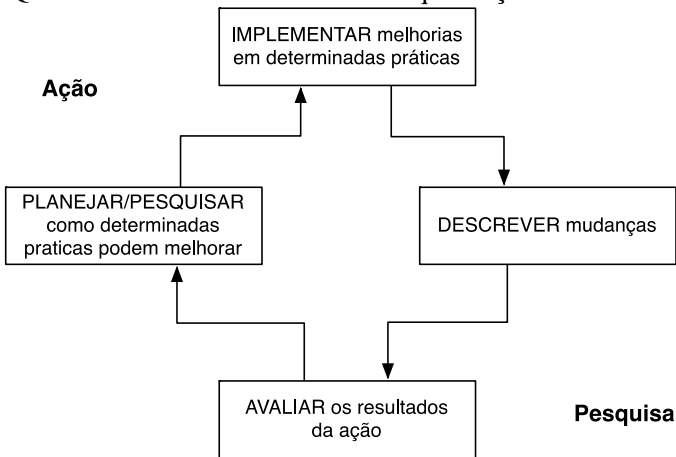 IMPLEMENTAR melhorias
em determinadas práticas
Ação
PLANEJAR/PESQUISAR
como determinadas
praticas podem melhorar
DESCREVER mudanças
AVALIAR os resultados
da ação
Pesquisa